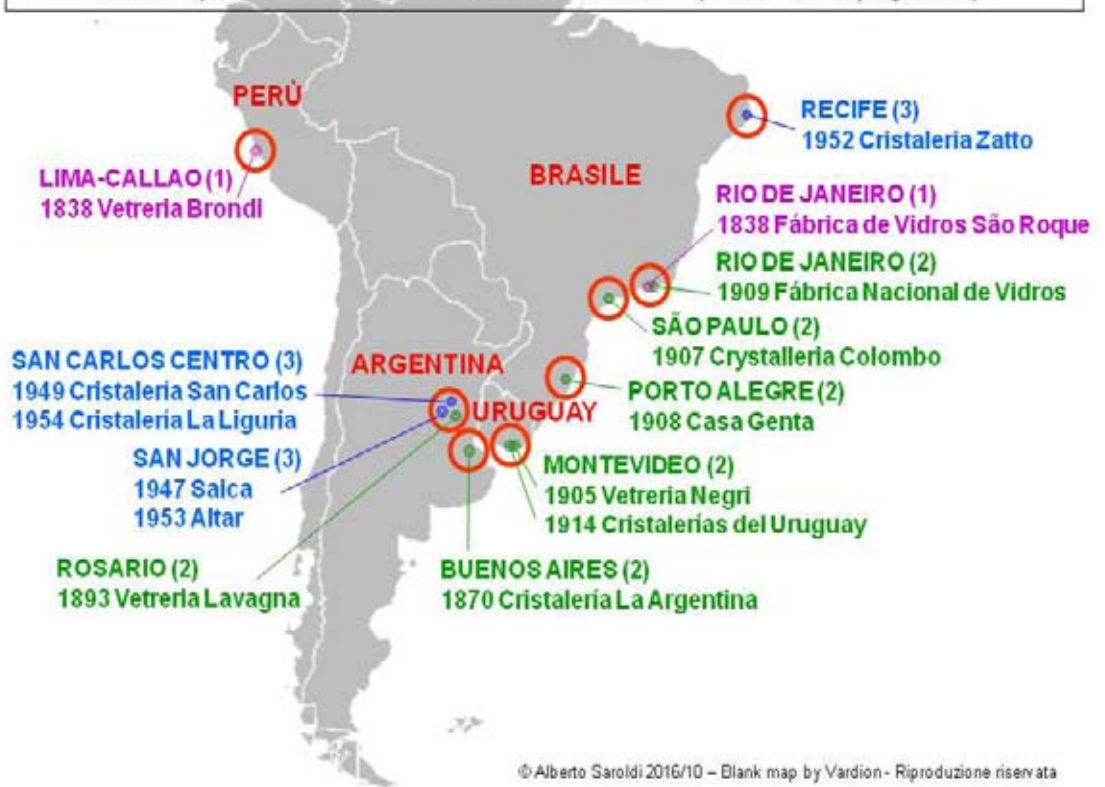 PERÙ
RECIFE (3)
1952 Cristaleria Zatto
BRASILE
LIMA-CALLAO (1)
1838 Vetreria Brondi
RIO DE JANEIRO (1)
1838 Fábrica de Vidros São Roque
RIO DE JANEIRO (2)
1909 Fábrica Nacional de Vidros
SÃO PAULO (2)
1907 Crystalleria Colombo
SAN CARLOS CENTRO (3)
1949 Cristaleria San Carlos
1954 Cristaleria La Liguria
ARGENTINA
PORTO ALEGRE (2)
1908 Casa Genta
URUGUAY
SAN JORGE (3)
1947 Saica
1953 Altar
MONTEVIDEO (2)
1905 Vetreria Negri
1914 Cristalerías del Uruguay
ROSARIO (2)
1893 Vetreria Lavagna
BUENOS AIRES (2)
1870 Cristalería La Argentina
© Alberto Saroldi 2016/10 – Blank map by Vardion - Riproduzione riservata